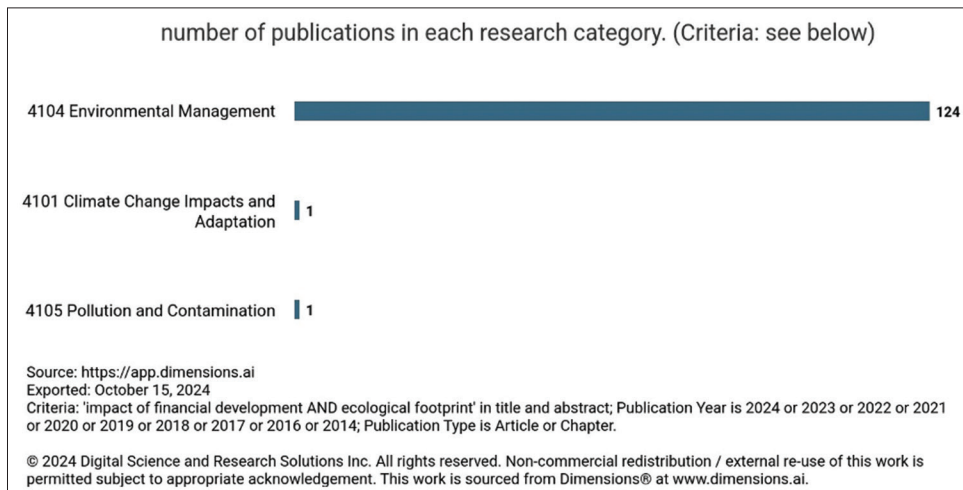 number of publications in each research category. (Criteria: see below)
4104 Environmental Management
124
4101 Climate Change Impacts and
Adaptation
1
4105 Pollution and Contamination
1
Source: https://app.dimensions.ai
Exported: October 15, 2024
Criteria: 'impact of financial development AND ecological footprint' in title and abstract; Publication Year is 2024 or 2023 or 2022 or 2021
or 2020 or 2019 or 2018 or 2017 or 2016 or 2014; Publication Type is Article or Chapter.
© 2024 Digital Science and Research Solutions Inc. All rights reserved. Non-commercial redistribution / external re-use of this work is
permitted subject to appropriate acknowledgement. This work is sourced from Dimensions® at www.dimensions.ai.